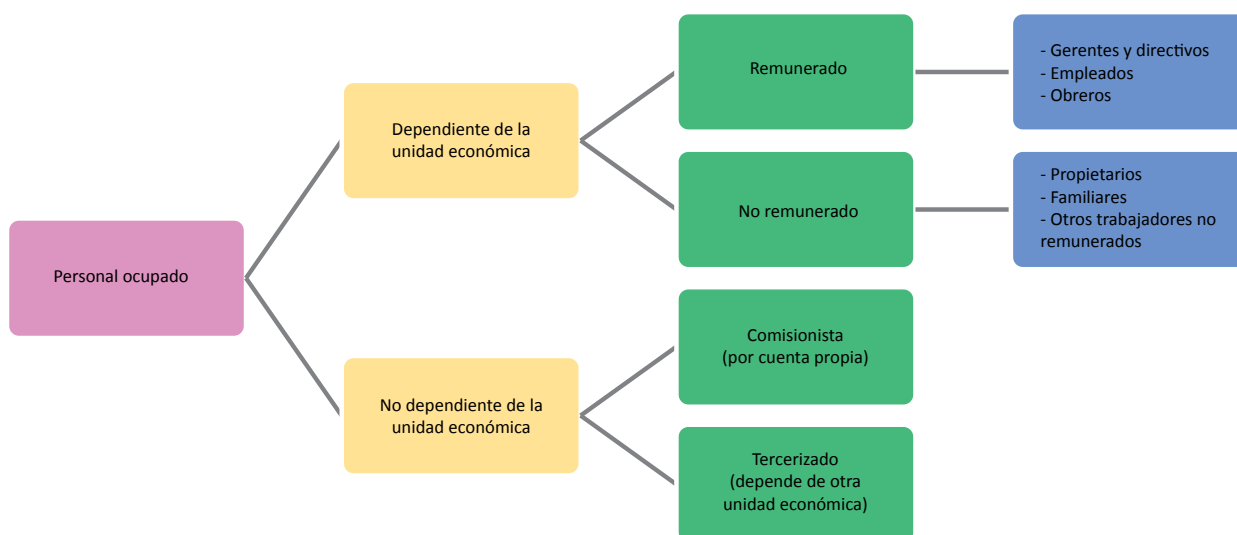 Personal ocupado
Dependiente de la
unidad económica
Remunerado
- Gerentes y directivos
- Empleados
- Obreros
No remunerado
- Propietarios
- Familiares
- Otros trabajadores no
remunerados
No dependiente de la
unidad económica
Comisionista
(por cuenta propia)
Tercerizado
(depende de otra
unidad económica)